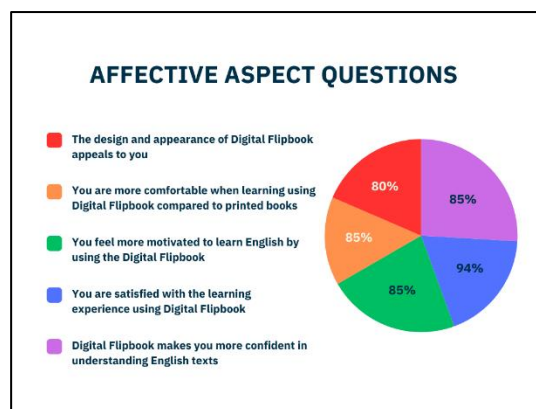 AFFECTIVE ASPECT QUESTIONS
The design and appearance of Digital Flipbook
appeals to you
You are more comfortable when learning using
Digital Flipbook compared to printed books
You feel more motivated to learn English by
using the Digital Flipbook
You are satisfied with the learning
experience using Digital Flipbook
Digital Flipbook makes you more confident in
understanding English texts
80%
85%
85%
94%
85%